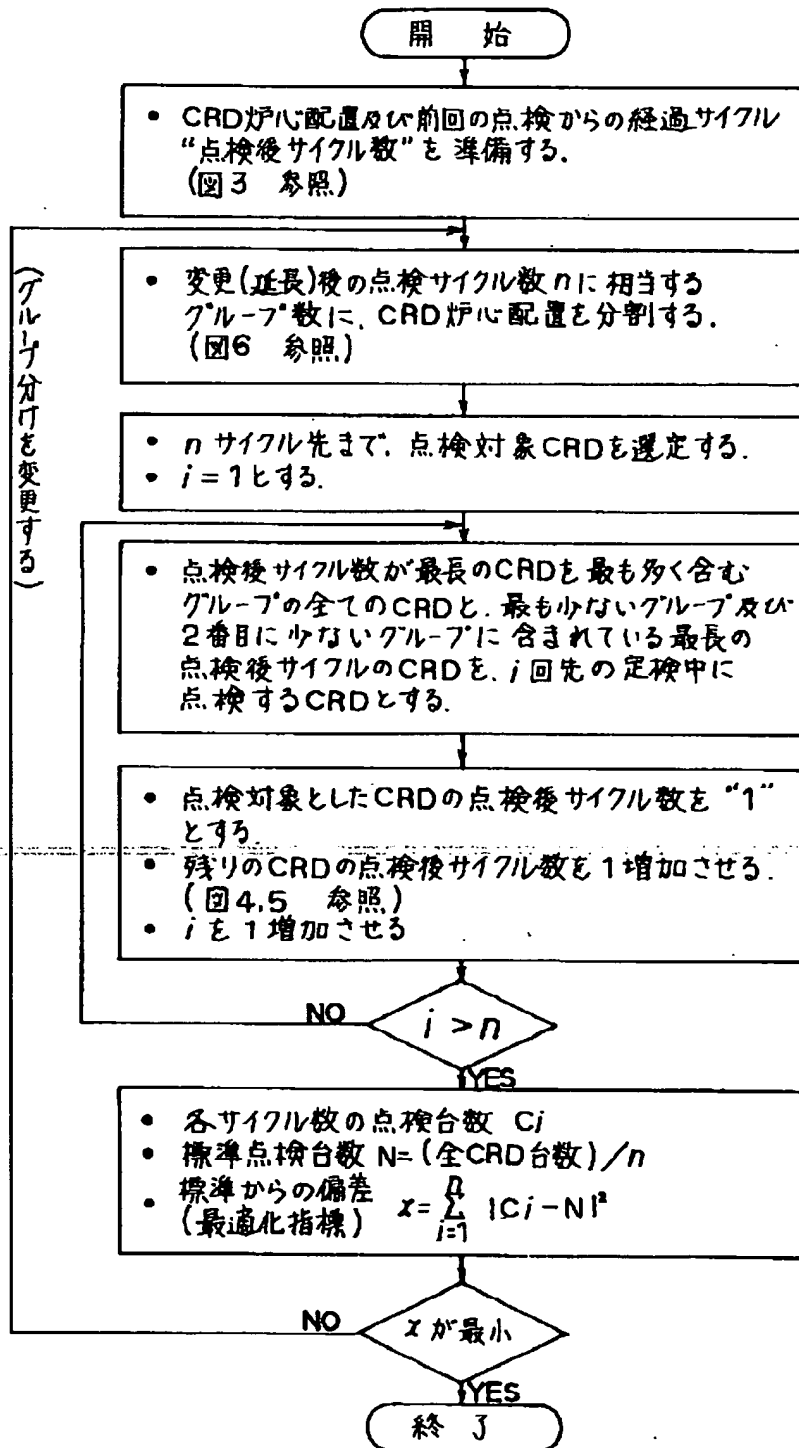 開 始
• CRD炉心配置及び前回の点検からの経過サイクル
“点検後サイクル数”を準備する.
(図3 参照)
(グループ分けを変更する)
• 変更(延長)後の点検サイクル数nに相当する
グループ数に、CRD炉心配置を分割する.
(図6 参照)
• nサイクル先まで、点検対象CRDを選定する.
• i=1とする.
• 点検後サイクル数が最長のCRDを最も多く含む
グループの全てのCRDと、最も少ないグループ及び
2番目に少ないグループに含まれている最長の
点検後サイクルのCRDを、i回先の定検中に
点検するCRDとする.
• 点検対象としたCRDの点検後サイクル数を“1”
とする.
• 残りのCRDの点検後サイクル数を1増加させる.
(図4.5 参照)
• iを1増加させる
NO
i>n
YES
• 各サイクル数の点検台数 Ci
• 標準点検台数 N=(全CRD台数)/n
• 標準からの偏差
(最適化指標) x=∑_{i=1}^{n} |Ci-N|²
NO
xが最小
YES
終 了